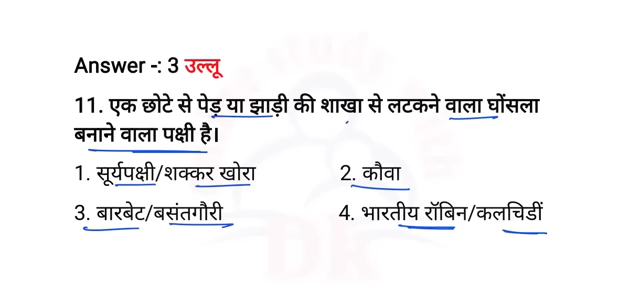 Answer -: 3 उल्लू
11. एक छोटे से पेड़ या झाड़ी की शाखा से लटकने वाला घोंसला
बनाने वाला पक्षी है।
1. सूर्यपक्षी/शक्कर खोरा 2. कौवा
3. बारबेट/बसंतगौरी 4. भारतीय रॉबिन/कलचिडीं